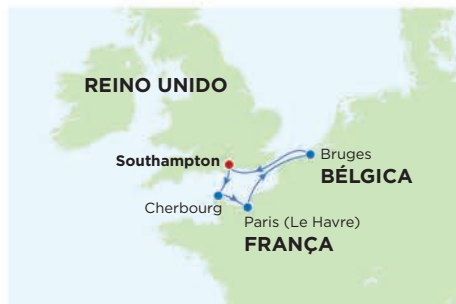 REINO UNIDO
Southampton
Bruges
BÉLGICA
Cherbourg
Paris (Le Havre)
FRANÇA